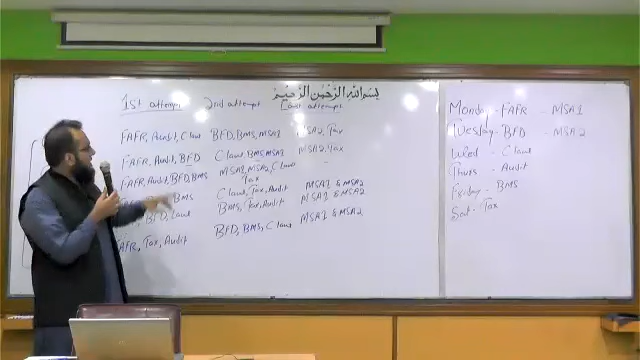 بسم الله الرحمن الرحيم
1st attempt 2nd attempt Last attempt
FAFR, Audit, C law BFD, BMS, MSA1 MSA2, Tax
FAFR, Audit, BFD C law, BMS, MSA1 MSA2, Tax
FAFR, Audit, BFD, BMS MSA1, MSA2, C law -
Tax
BMS C law, Tax, Audit MSA1 & MSA2
BFD, C law BMS, Tax, Audit MSA1 & MSA2
FAFR, Tax, Audit BFD, BMS, C law MSA1 & MSA2
Monday - FAFR - MSA1
Tuesday - BFD - MSA2
Wed - C law
Thurs - Audit
Friday - BMS
Sat - Tax